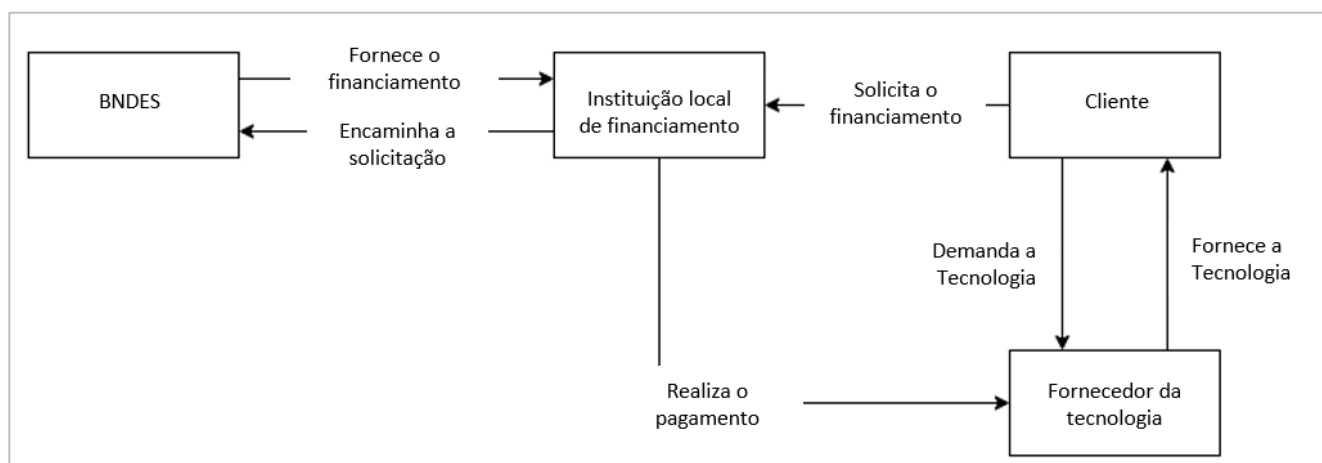 BNDES
Fornece o
financiamento
Encaminha a
solicitação
Instituição local
de financiamento
Solicita o
financiamento
Cliente
Demanda a
Tecnologia
Fornece a
Tecnologia
Realiza o
pagamento
Fornecedor da
tecnologia